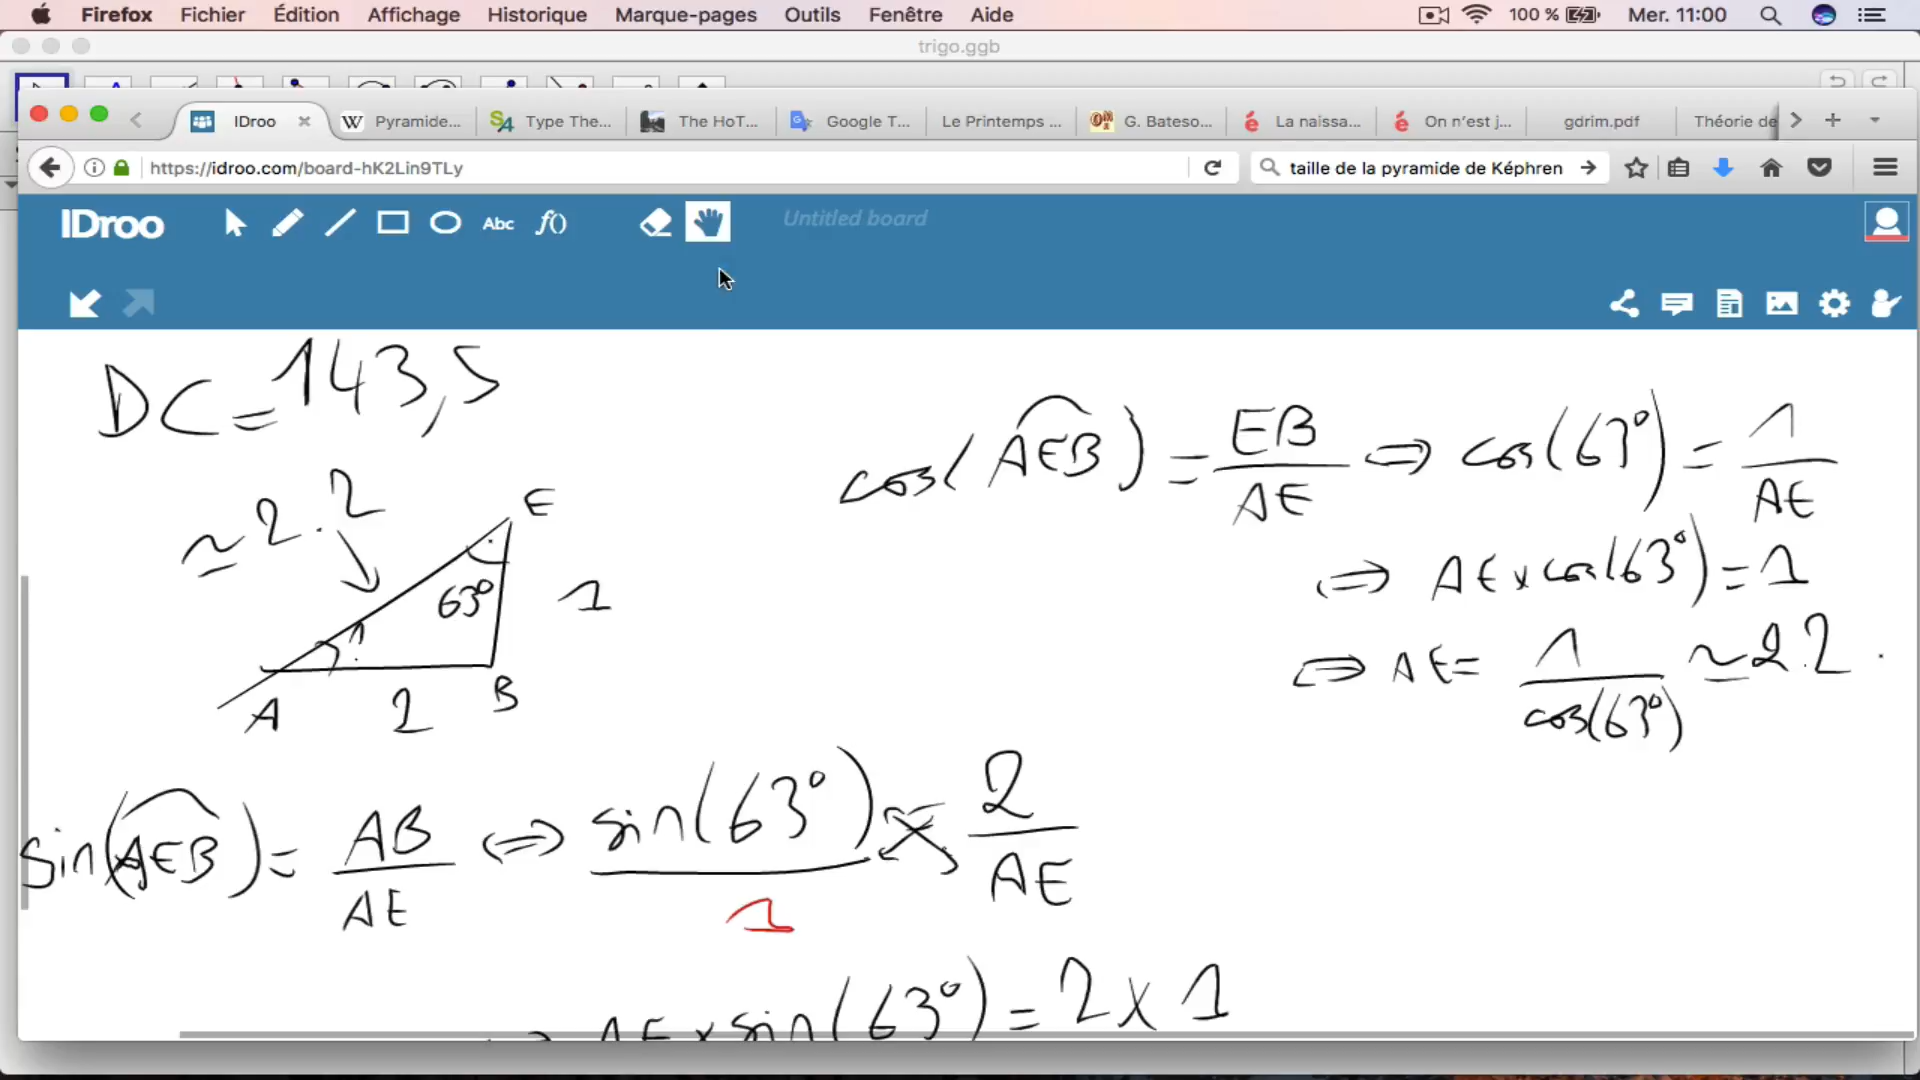 Firefox Fichier Édition Affichage Historique Marque-pages Outils Fenêtre Aide 100 % Mer. 11:00
trigo.ggb
IDroo Pyramide... Type The... The HoT... Google T... Le Printemps ... G. Bateso... La naissa... On n'est j... gdrim.pdf Théorie de
https://idroo.com/board-hK2Lin9TLy taille de la pyramide de Képhren
IDroo Abc f() Untitled board
DC=143,5
cos(AEB)=EB/AE ⇔ cos(63°)=1/AE
≃2.2
E
⇔ AE×cos(63°)=1
63°
1
?
⇔ AE=1/cos(63°) ≃2.2
A 2 B
sin(AEB)=AB/AE ⇔ sin(63°)/1 = 2/AE
AE×sin(63°)=2×1